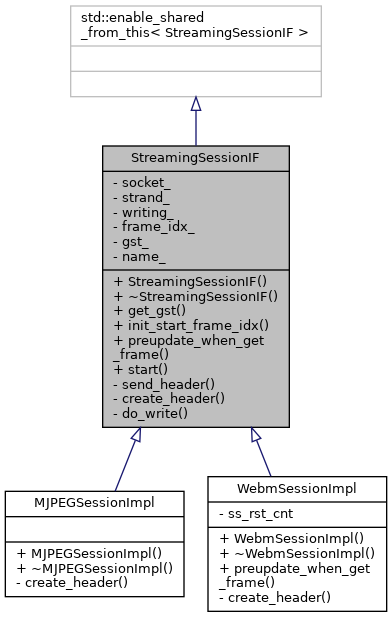 std::enable_shared
_from_this< StreamingSessionIF >
StreamingSessionIF
- socket_
- strand_
- writing_
- frame_idx_
- gst_
- name_
+ StreamingSessionIF()
+ ~StreamingSessionIF()
+ get_gst()
+ init_start_frame_idx()
+ preupdate_when_get
_frame()
+ start()
- send_header()
- create_header()
- do_write()
MJPEGSessionImpl
+ MJPEGSessionImpl()
+ ~MJPEGSessionImpl()
- create_header()
WebmSessionImpl
- ss_rst_cnt
+ WebmSessionImpl()
+ ~WebmSessionImpl()
+ preupdate_when_get
_frame()
- create_header()